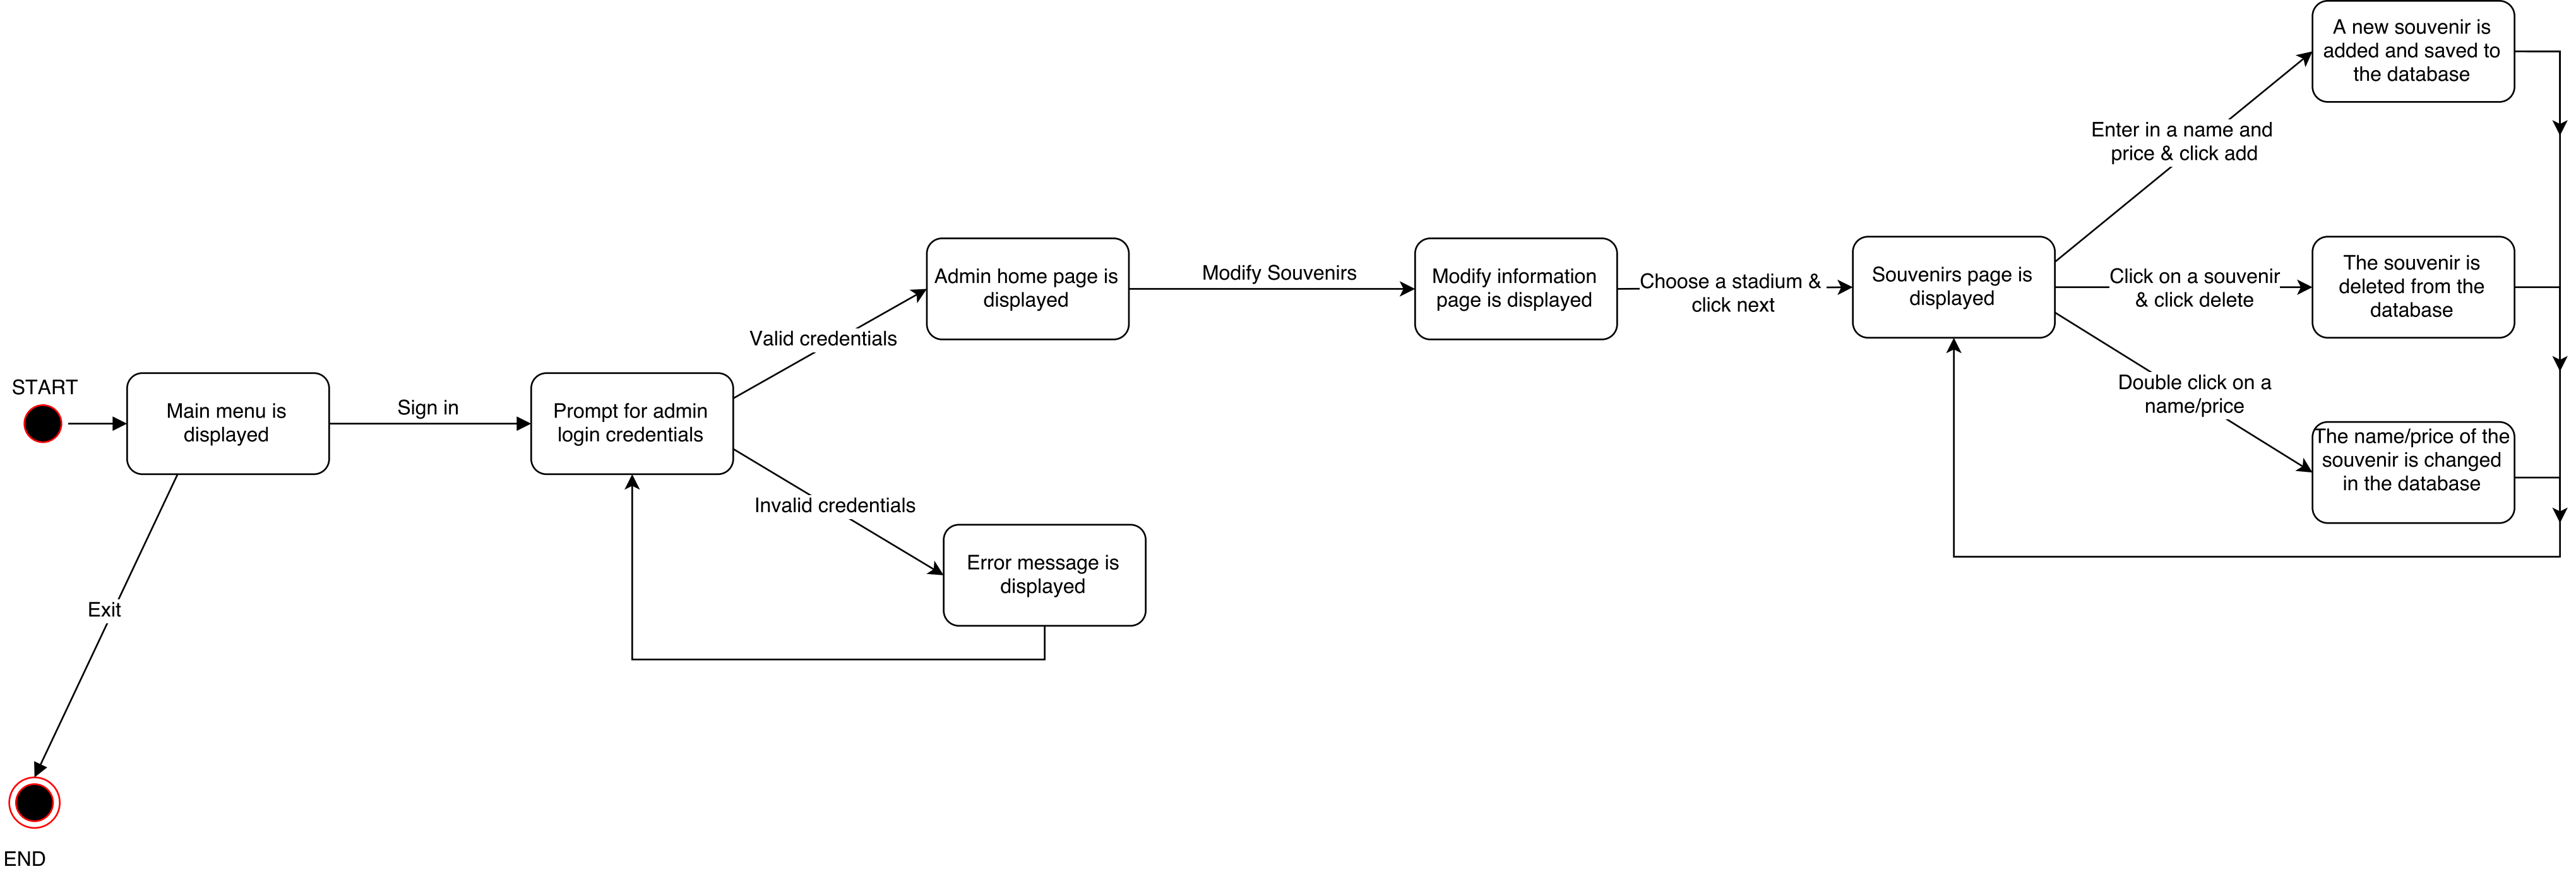 START
Main menu is
displayed
Sign in
Exit
END
Prompt for admin
login credentials
Valid credentials
Invalid credentials
Admin home page is
displayed
Error message is
displayed
Modify Souvenirs
Modify information
page is displayed
Choose a stadium &
click next
Souvenirs page is
displayed
Enter in a name and
price & click add
Click on a souvenir
& click delete
Double click on a
name/price
A new souvenir is
added and saved to
the database
The souvenir is
deleted from the
database
The name/price of the
souvenir is changed
in the database